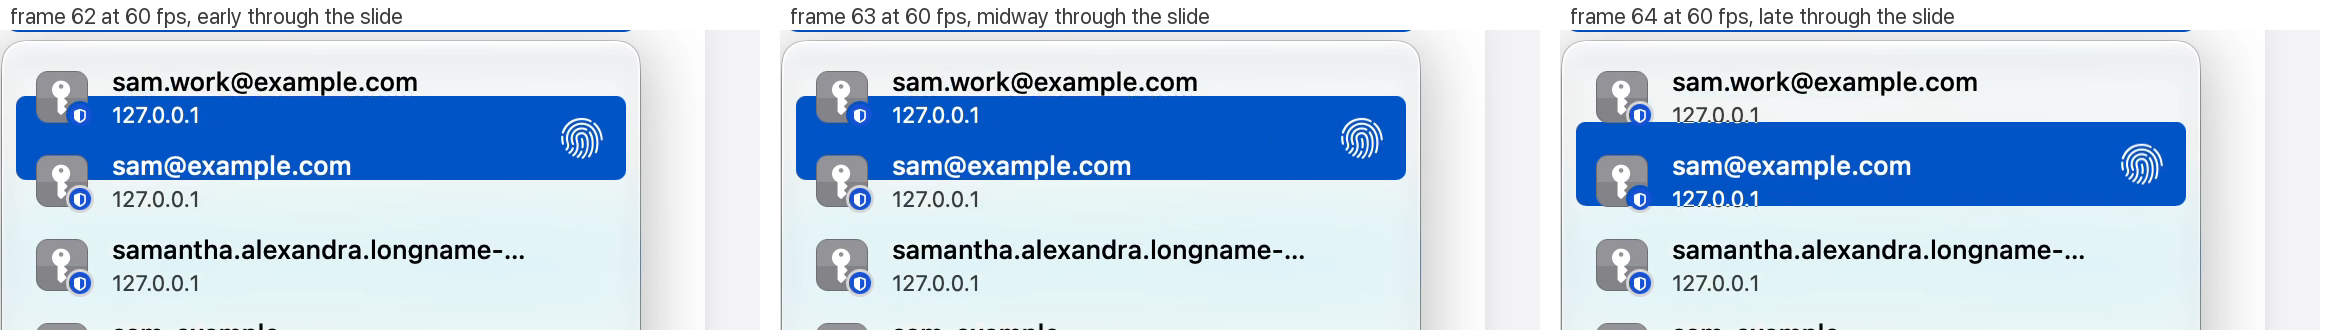 frame 62 at 60 fps, early through the slide
sam.work@example.com
127.0.0.1
sam@example.com
127.0.0.1
samantha.alexandra.longname-...
127.0.0.1
frame 63 at 60 fps, midway through the slide
sam.work@example.com
127.0.0.1
sam@example.com
127.0.0.1
samantha.alexandra.longname-...
127.0.0.1
frame 64 at 60 fps, late through the slide
sam.work@example.com
127.0.0.1
sam@example.com
127.0.0.1
samantha.alexandra.longname-...
127.0.0.1